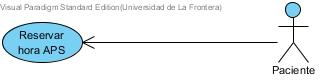 Visual Paradigm Standard Edition(Universidad de La Frontera)
Reservar
hora APS
Paciente